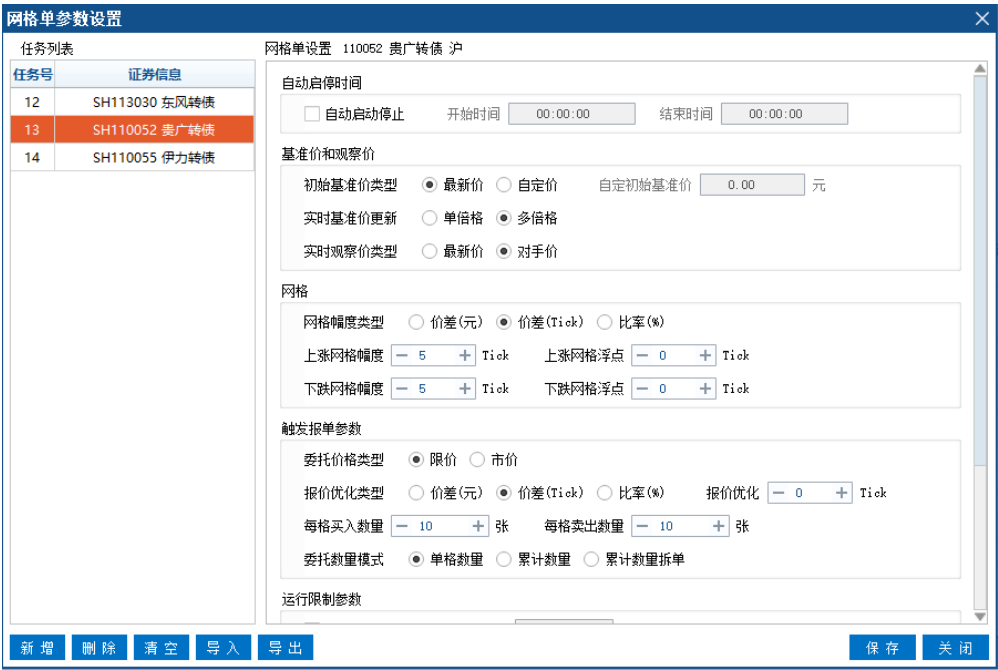 网格单参数设置
任务列表
任务号 证券信息
12 SH113030 东风转债
13 SH110052 贵广转债
14 SH110055 伊力转债
网格单设置 110052 贵广转债 沪
自动启停时间
自动启动停止 开始时间 00:00:00 结束时间 00:00:00
基准价和观察价
初始基准价类型 最新价 自定价 自定初始基准价 0.00 元
实时基准价更新 单倍格 多倍格
实时观察价类型 最新价 对手价
网格
网格幅度类型 价差(元) 价差(Tick) 比率(%)
上涨网格幅度 － 5 ＋ Tick 上涨网格浮点 － 0 ＋ Tick
下跌网格幅度 － 5 ＋ Tick 下跌网格浮点 － 0 ＋ Tick
触发报单参数
委托价格类型 限价 市价
报价优化类型 价差(元) 价差(Tick) 比率(%) 报价优化 － 0 ＋ Tick
每格买入数量 － 10 ＋ 张 每格卖出数量 － 10 ＋ 张
委托数量模式 单格数量 累计数量 累计数量拆单
运行限制参数
新增 删除 清空 导入 导出 保存 关闭